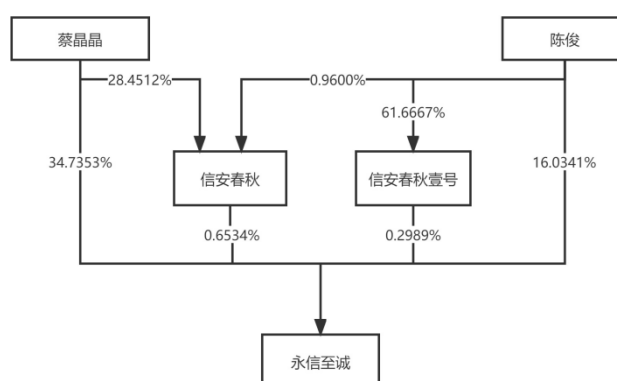 蔡晶晶
陈俊
28.4512%
0.9600%
61.6667%
34.7353%
16.0341%
信安春秋
信安春秋壹号
0.6534%
0.2989%
永信至诚